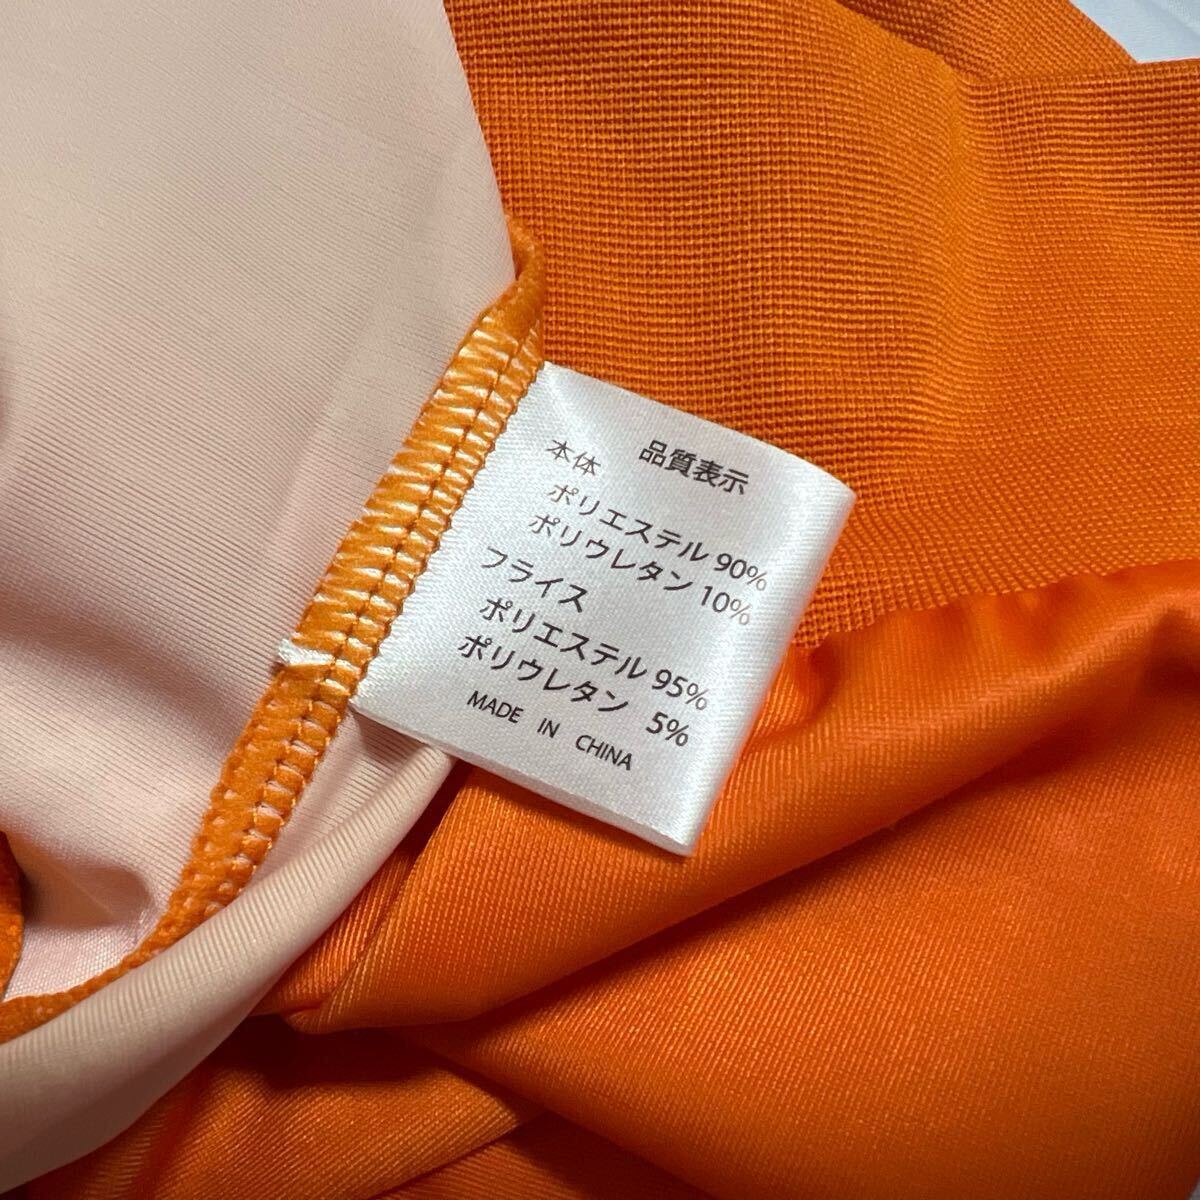 品質表示
本体
ポリエステル 90%
ポリウレタン 10%
フライス
ポリエステル 95%
ポリウレタン 5%
MADE IN CHINA